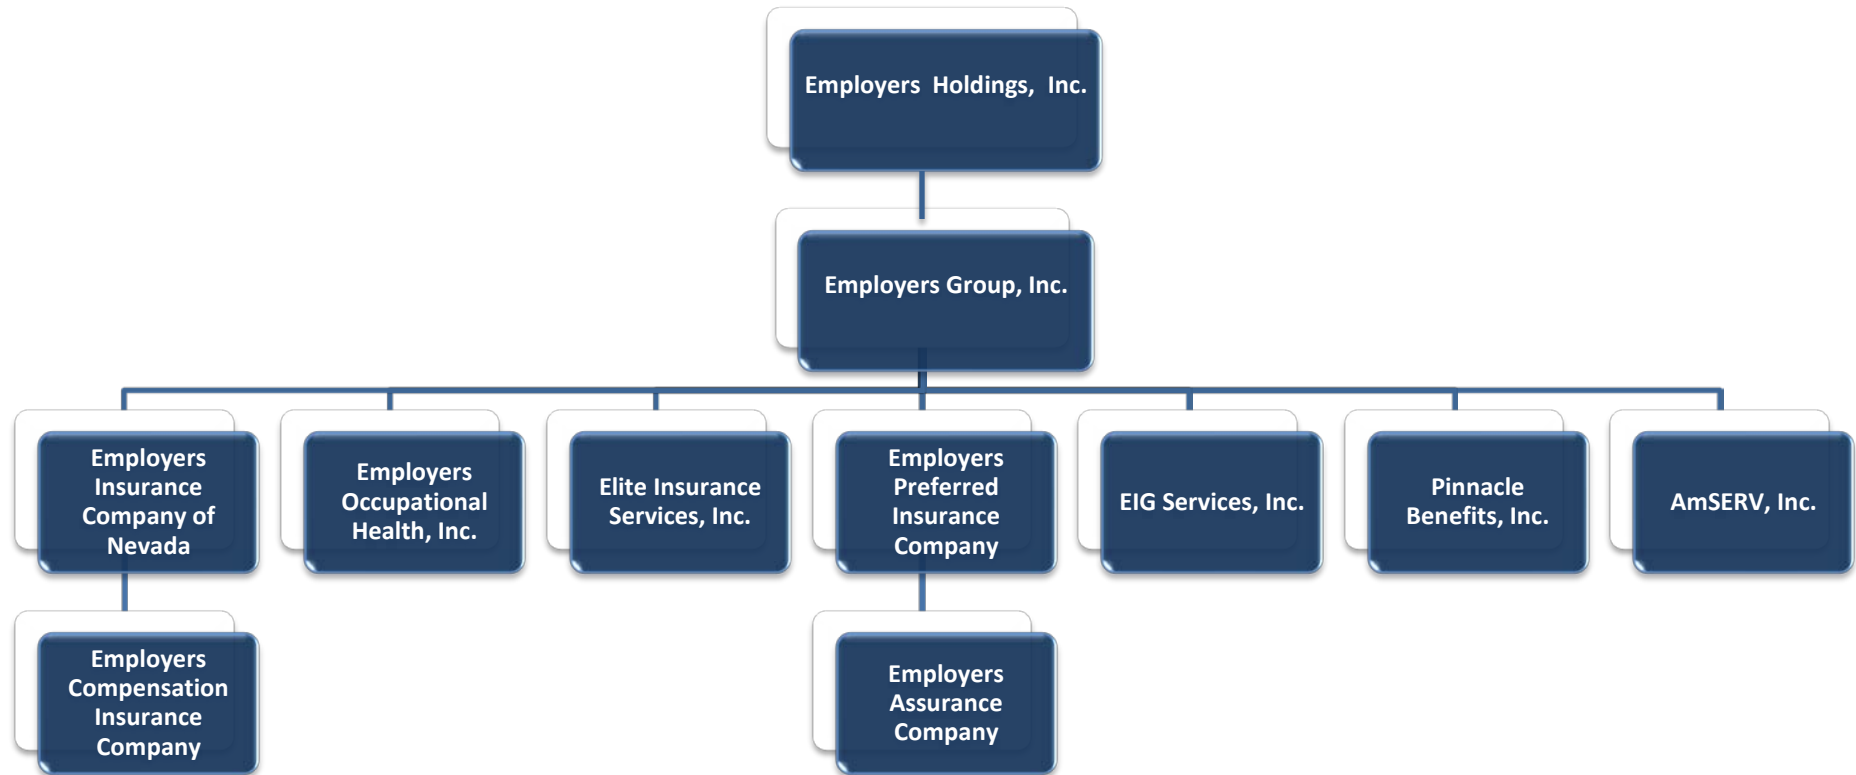 Employers Holdings, Inc.
Employers Group, Inc.
Employers
Insurance
Company of
Nevada
Employers
Occupational
Health, Inc.
Elite Insurance
Services, Inc.
Employers
Preferred
Insurance
Company
EIG Services, Inc.
Pinnacle
Benefits, Inc.
AmSERV, Inc.
Employers
Compensation
Insurance
Company
Employers
Assurance
Company